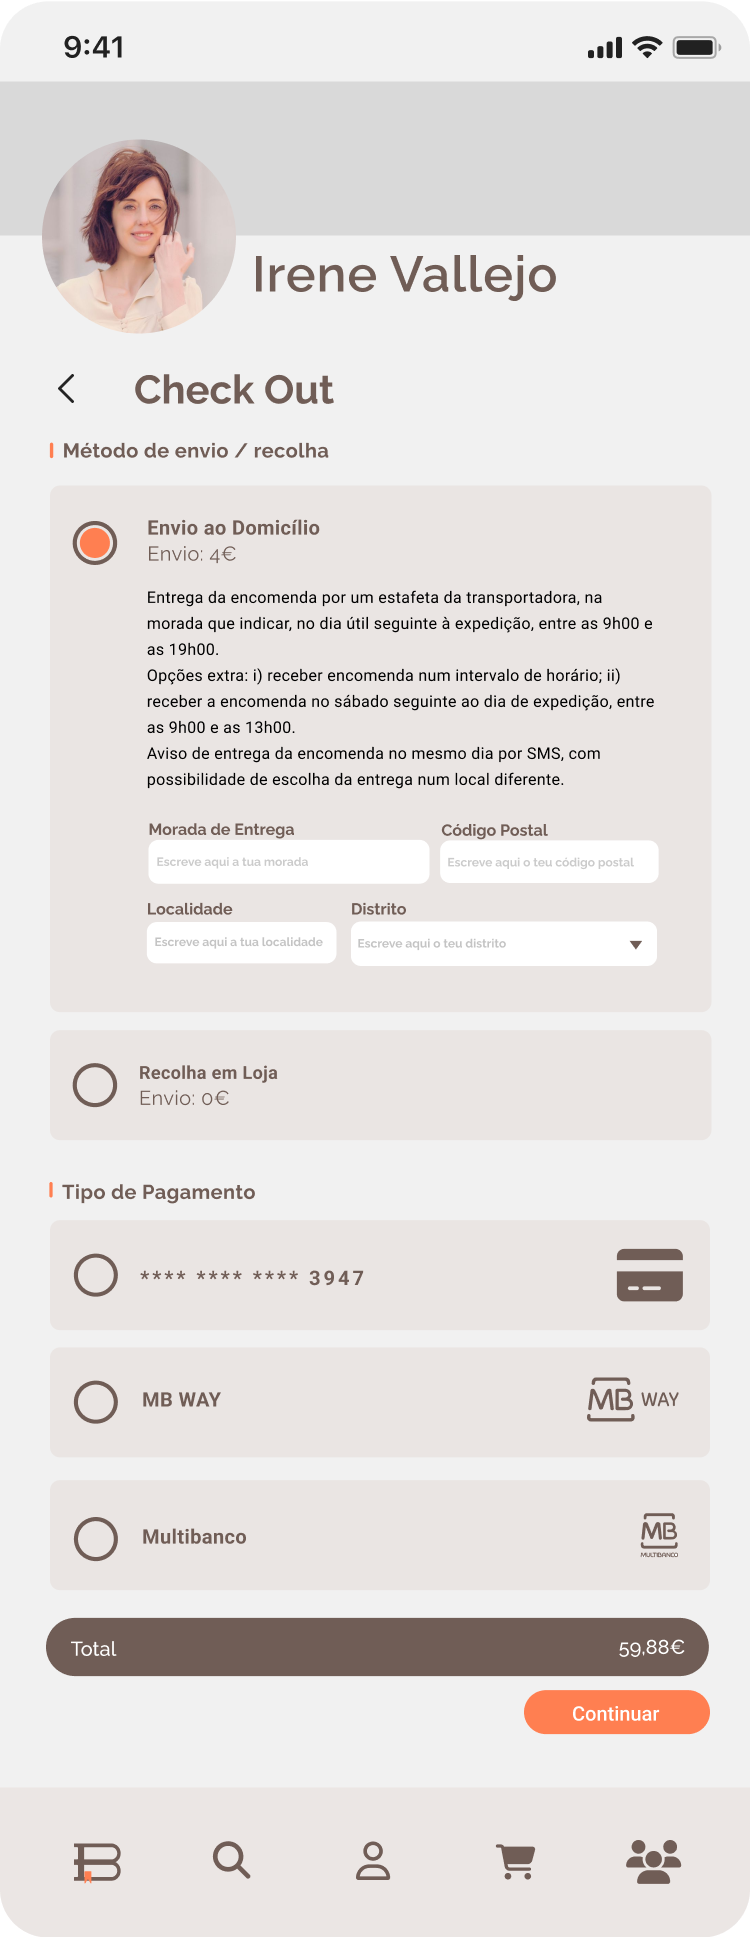 9:41
Irene Vallejo
Check Out
Método de envio / recolha
Envio ao Domicílio
Envio: 4€
Entrega da encomenda por um estafeta da transportadora, na
morada que indicar, no dia útil seguinte à expedição, entre as 9h00 e
as 19h00.
Opções extra: i) receber encomenda num intervalo de horário; ii)
receber a encomenda no sábado seguinte ao dia de expedição, entre
as 9h00 e as 13h00.
Aviso de entrega da encomenda no mesmo dia por SMS, com
possibilidade de escolha da entrega num local diferente.
Morada de Entrega
Código Postal
Escreve aqui a tua morada
Escreve aqui o teu código postal
Localidade
Distrito
Escreve aqui a tua localidade
Escreve aqui o teu distrito
Recolha em Loja
Envio: 0€
Tipo de Pagamento
**** **** **** 3947
MB WAY
MB WAY
Multibanco
MB
MULTIBANCO
Total
59,88€
Continuar
B